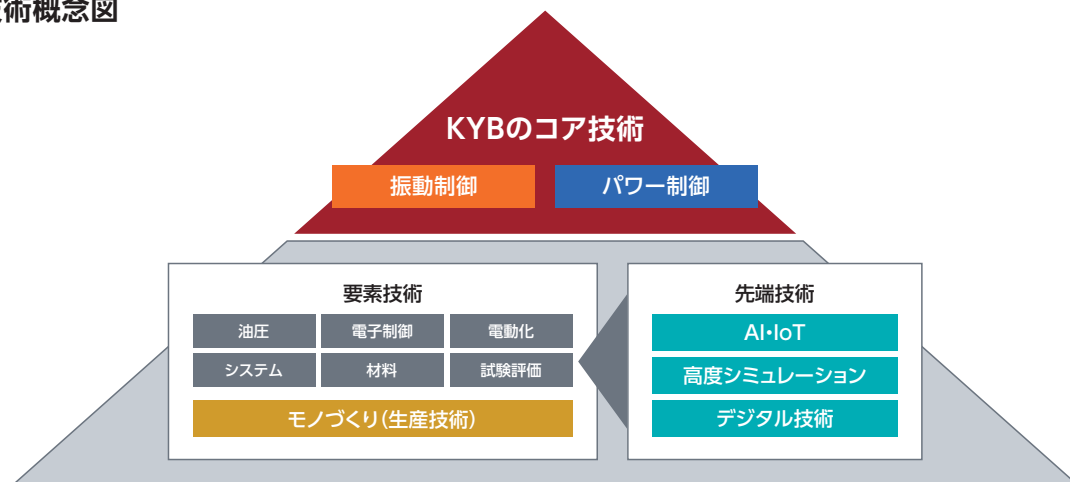 術概念図
KYBのコア技術
振動制御
パワー制御
要素技術
油圧
電子制御
電動化
システム
材料
試験評価
モノづくり(生産技術)
先端技術
AI・IoT
高度シミュレーション
デジタル技術